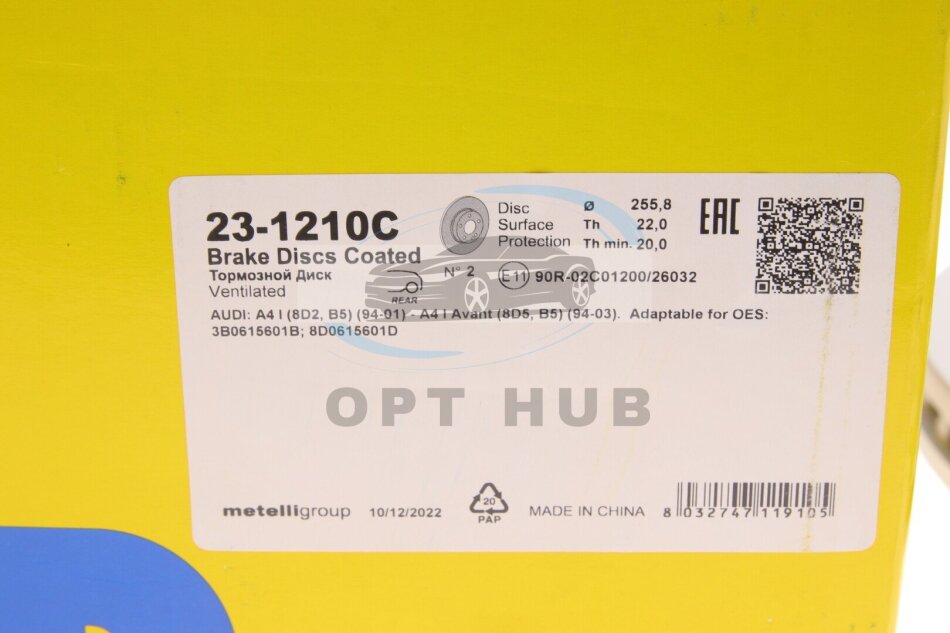 23-1210C
Brake Discs Coated
Тормозной Диск
Ventilated
REAR
N° 2
Disc
Surface
Protection
Ø 255,8
Th 22,0
Th min. 20,0
EAC
E11 90R-02C01200/26032
AUDI: A4 I (8D2, B5) (94-01) - A4 I Avant (8D5, B5) (94-03). Adaptable for OES:
3B0615601B; 8D0615601D
OPT HUB
metelligroup 10/12/2022
20
PAP
MADE IN CHINA
8 032747 119105